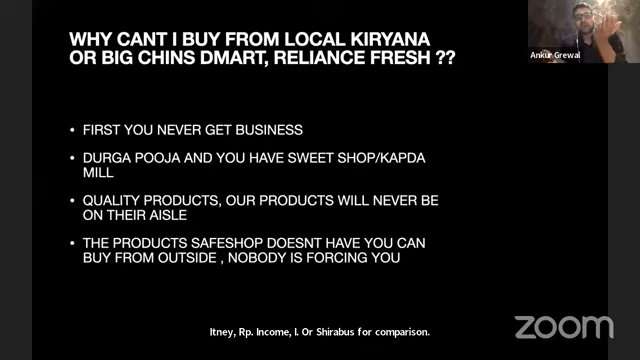 WHY CANT I BUY FROM LOCAL KIRYANA
OR BIG CHINS DMART, RELIANCE FRESH ??
Ankur Grewal
• FIRST YOU NEVER GET BUSINESS
• DURGA POOJA AND YOU HAVE SWEET SHOP/KAPDA
MILL
• QUALITY PRODUCTS, OUR PRODUCTS WILL NEVER BE
ON THEIR AISLE
• THE PRODUCTS SAFESHOP DOESNT HAVE YOU CAN
BUY FROM OUTSIDE , NOBODY IS FORCING YOU
zoom
Itney, Rp. Income, I. Or Shirabus for comparison.